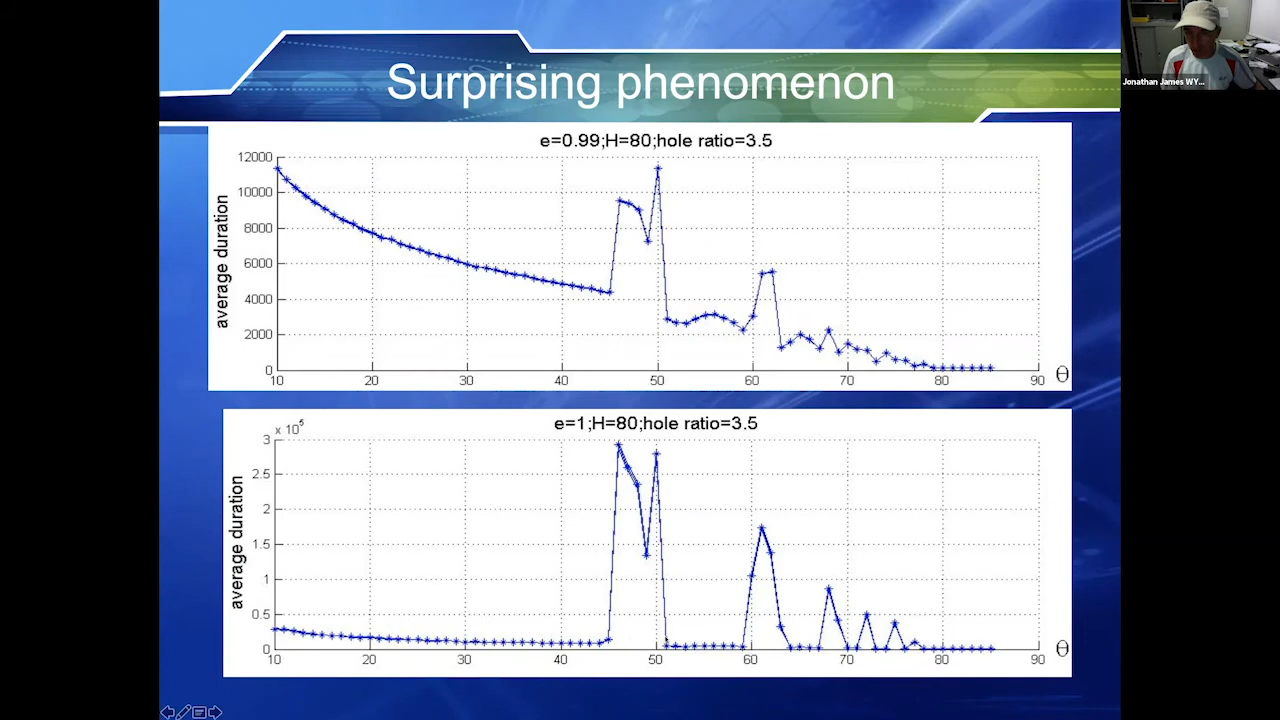 Surprising phenomenon
Jonathan James WY...
e=0.99;H=80;hole ratio=3.5
average duration
12000
10000
8000
6000
4000
2000
0
10 20 30 40 50 60 70 80 90 θ
e=1;H=80;hole ratio=3.5
x 10⁵
average duration
3
2.5
2
1.5
1
0.5
0
10 20 30 40 50 60 70 80 90 θ